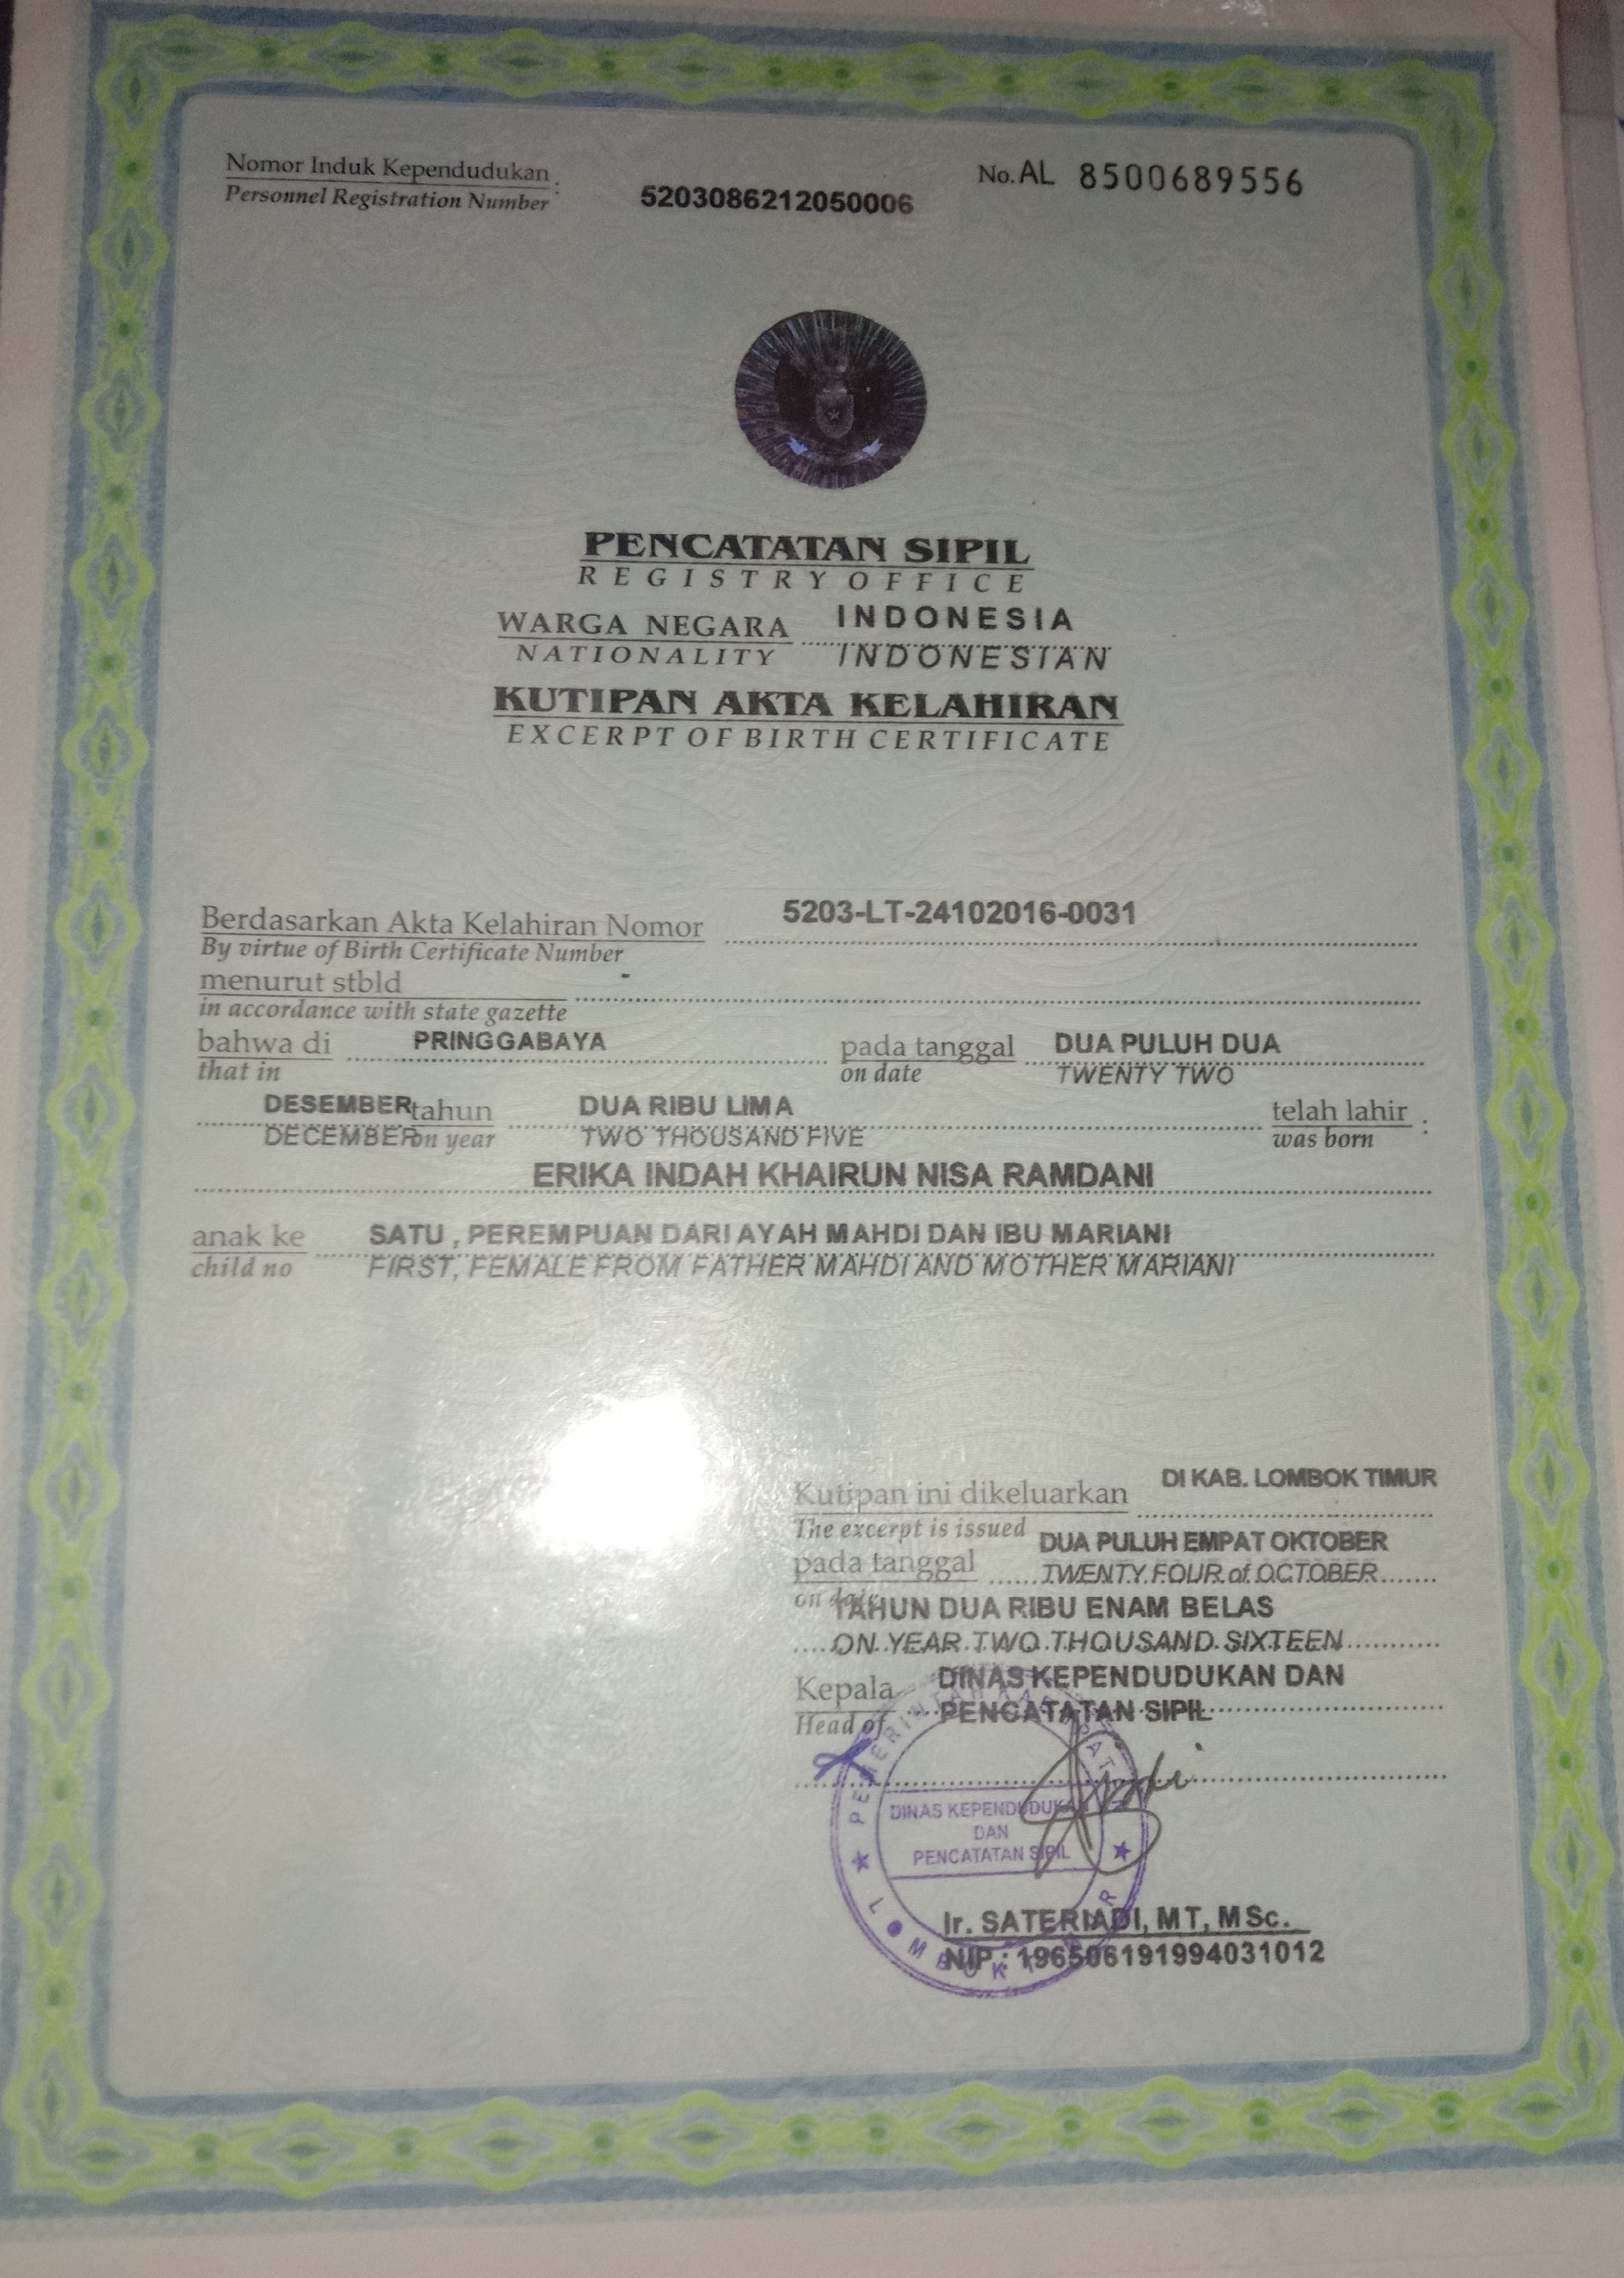 Nomor Induk Kependudukan : 5203086212050006 No. AL 8500689556
Personnel Registration Number
PENCATATAN SIPIL
REGISTRY OFFICE
WARGA NEGARA INDONESIA
NATIONALITY INDONESIAN
KUTIPAN AKTA KELAHIRAN
EXCERPT OF BIRTH CERTIFICATE
Berdasarkan Akta Kelahiran Nomor 5203-LT-24102016-0031
By virtue of Birth Certificate Number
menurut stbld -
in accordance with state gazette
bahwa di PRINGGABAYA pada tanggal DUA PULUH DUA
that in on date TWENTY TWO
DESEMBER tahun DUA RIBU LIMA telah lahir :
DECEMBER on year TWO THOUSAND FIVE was born
ERIKA INDAH KHAIRUN NISA RAMDANI
anak ke SATU , PEREMPUAN DARI AYAH MAHDI DAN IBU MARIANI
child no FIRST, FEMALE FROM FATHER MAHDI AND MOTHER MARIANI
Kutipan ini dikeluarkan DI KAB. LOMBOK TIMUR
The excerpt is issued
pada tanggal DUA PULUH EMPAT OKTOBER
on date TWENTY FOUR of OCTOBER
TAHUN DUA RIBU ENAM BELAS
ON YEAR TWO THOUSAND SIXTEEN
Kepala DINAS KEPENDUDUKAN DAN
Head of PENCATATAN SIPIL
DINAS KEPENDUDUKAN
DAN
PENCATATAN SIPIL
Ir. SATERIADI, MT, MSc.
NIP : 196506191994031012